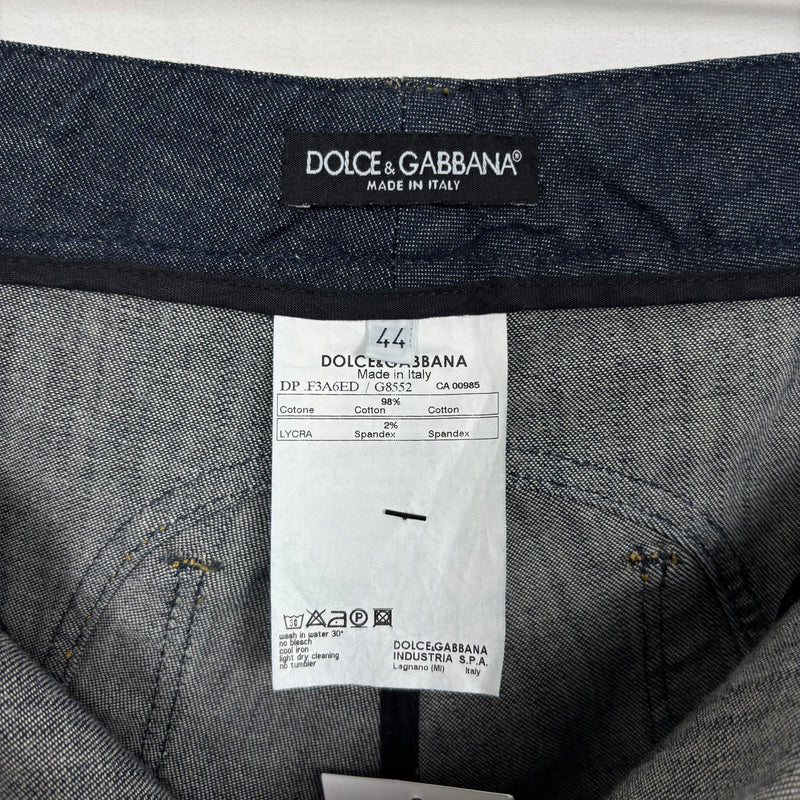 DOLCE & GABBANA®
MADE IN ITALY
44
DOLCE&GABBANA
Made in Italy
DP .F3A6ED / G8552 CA 00985
98%
Cotone Cotton Cotton
2%
LYCRA Spandex Spandex
30
wash in water 30°
no bleach
cool iron
light dry cleaning
no tumbler
DOLCE&GABBANA
INDUSTRIA S.P.A.
Legnano (Mi) Italy